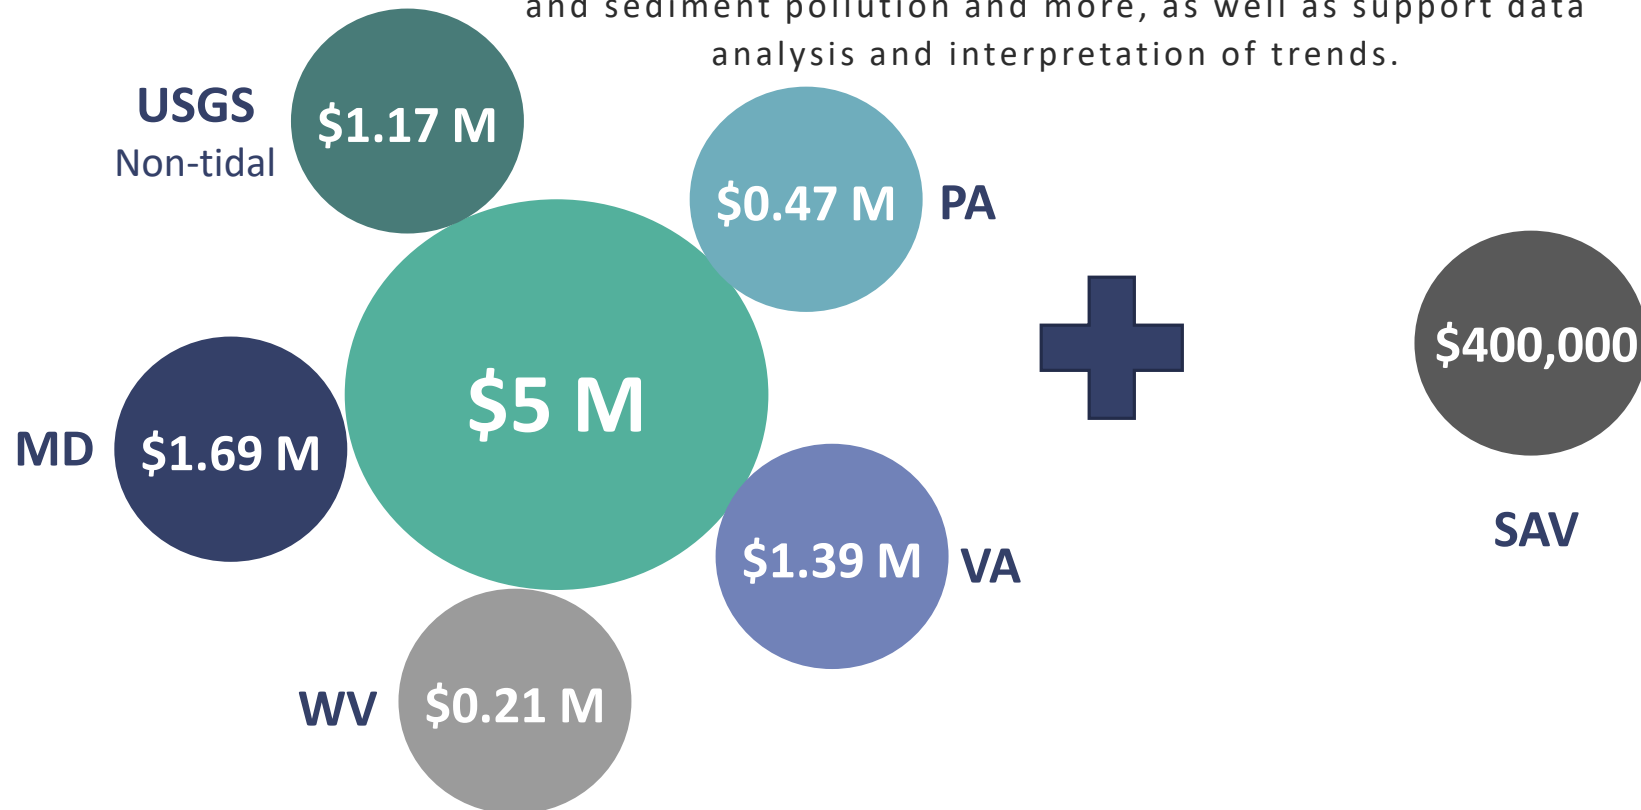 and sediment pollution and more, as well as support data
analysis and interpretation of trends.
USGS
Non-tidal
$1.17 M
$0.47 M
PA
$5 M
$400,000
MD
$1.69 M
SAV
$1.39 M
VA
WV
$0.21 M